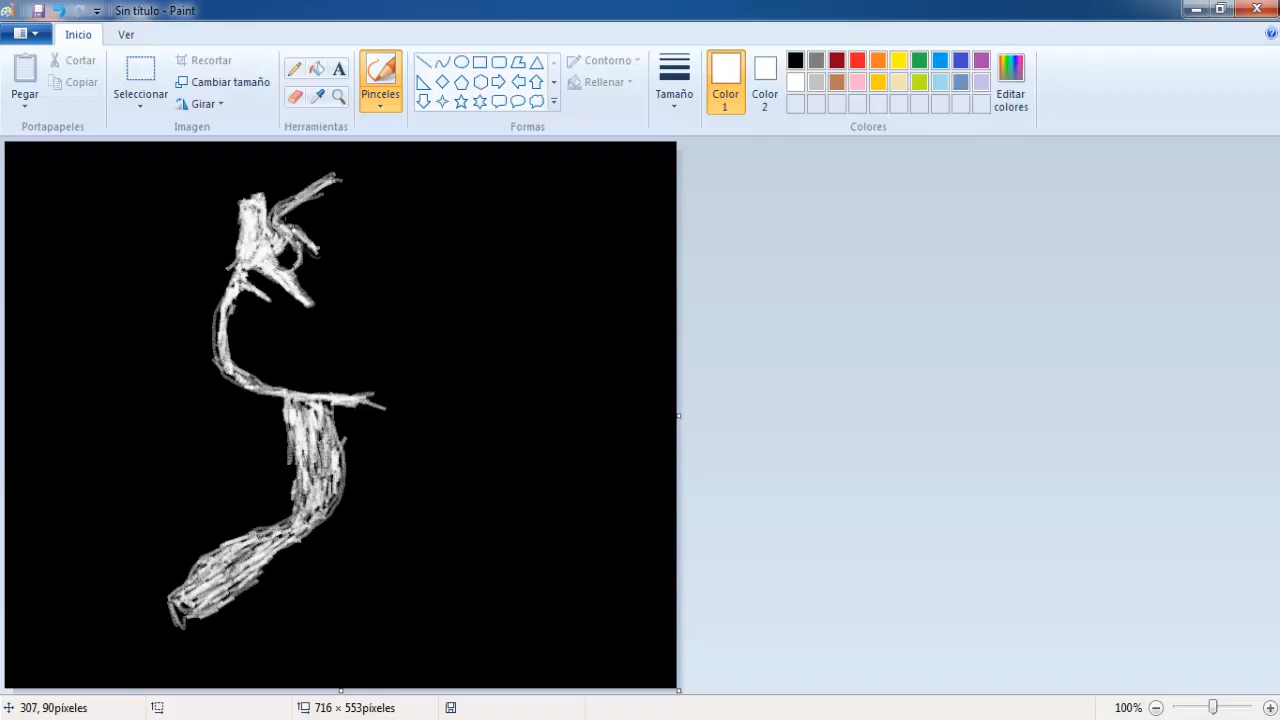 Sin título - Paint
Inicio Ver
Pegar
Cortar
Copiar
Portapapeles
Seleccionar
Recortar
Cambiar tamaño
Girar
Imagen
A
Herramientas
Pinceles
Contorno
Rellenar
Formas
Tamaño
Color 1
Color 2
Editar colores
Colores
307, 90píxeles 716 × 553píxeles 100%